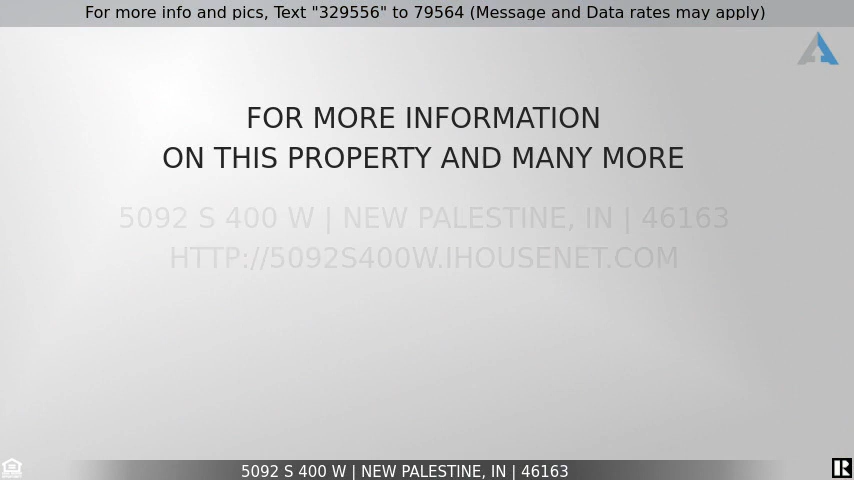 For more info and pics, Text "329556" to 79564 (Message and Data rates may apply)
FOR MORE INFORMATION
ON THIS PROPERTY AND MANY MORE
5092 S 400 W | NEW PALESTINE, IN | 46163
HTTP://5092S400W.IHOUSENET.COM
5092 S 400 W | NEW PALESTINE, IN | 46163